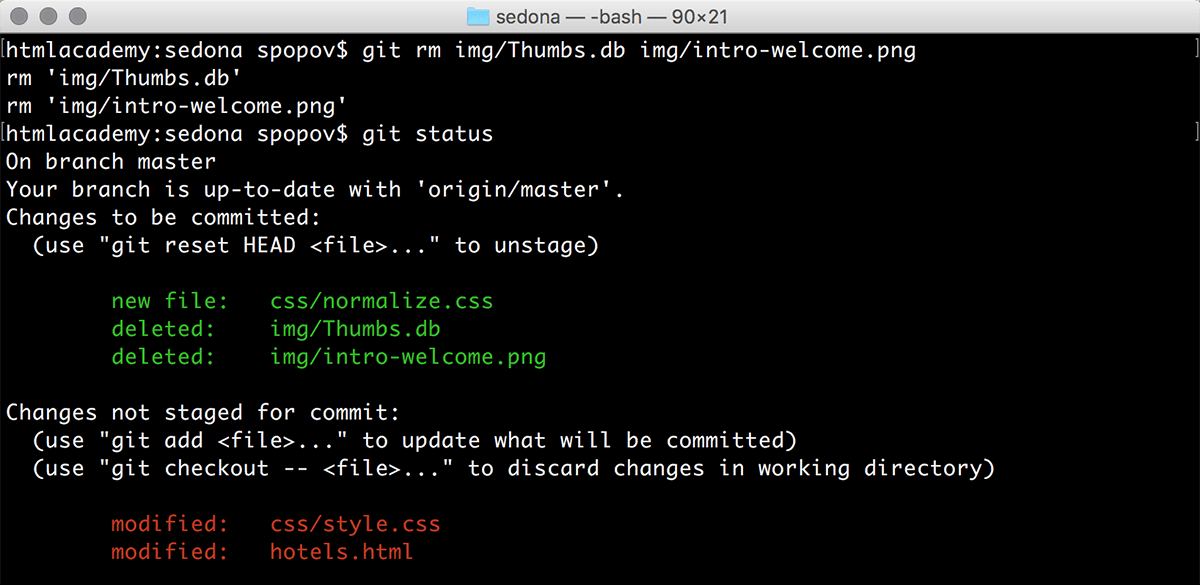 sedona — -bash — 90×21
[htmlacademy:sedona spopov$ git rm img/Thumbs.db img/intro-welcome.png ]
rm 'img/Thumbs.db'
rm 'img/intro-welcome.png'
[htmlacademy:sedona spopov$ git status ]
On branch master
Your branch is up-to-date with 'origin/master'.
Changes to be committed:
  (use "git reset HEAD <file>..." to unstage)
        new file:   css/normalize.css
        deleted:    img/Thumbs.db
        deleted:    img/intro-welcome.png
Changes not staged for commit:
  (use "git add <file>..." to update what will be committed)
  (use "git checkout -- <file>..." to discard changes in working directory)
        modified:   css/style.css
        modified:   hotels.html